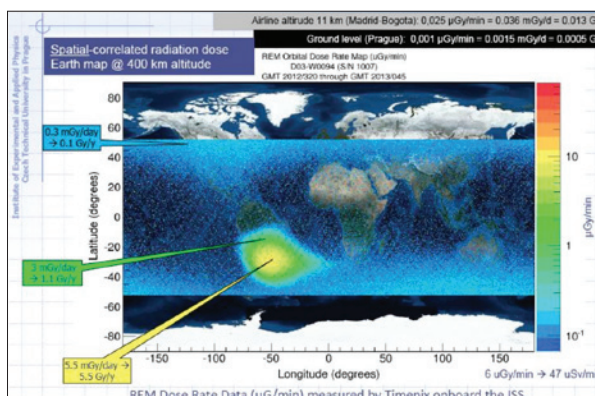 Airline altirude 11 km (Madrid-Bogota): 0,025 µGy/min = 0.036 mGy/d = 0.013 G
Ground level (Prague): 0,001 µGy/min = 0.0015 mGy/d = 0.0005 G
Institute of Experimental and Applied Physics
Czech Technical University in Prague
Spatial-correlated radiation dose
Earth map @ 400 km altitude
REM Orbital Dose Rate Map (uGy/min)
D03-W0094 (S/N 1007)
GMT 2012/320 through GMT 2013/045
0.3 mGy/day
→ 0.1 Gy/y
3 mGy/day
→ 1.1 Gy/y
5.5 mGy/day →
5.5 Gy/y
Latitude (degrees)
80
60
40
20
0
-20
-40
-60
-80
-150
-100
-50
0
50
100
150
Longitude (degrees)
10
1
10⁻¹
µGy/min
6 uGy/min → 47 uSv/mi
REM Dose Rate Data (uG/min) measured by Timepix onboard the ISS